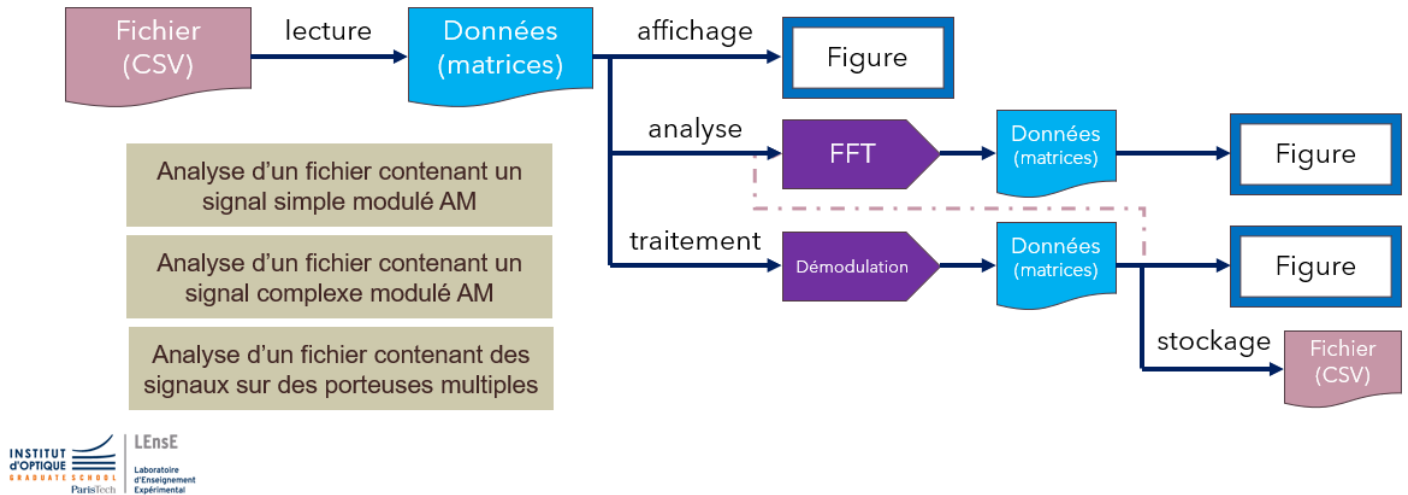 Fichier
(CSV)
lecture
Données
(matrices)
affichage
Figure
analyse
FFT
Données
(matrices)
Figure
traitement
Démodulation
Données
(matrices)
Figure
stockage
Fichier
(CSV)
Analyse d'un fichier contenant un
signal simple modulé AM
Analyse d'un fichier contenant un
signal complexe modulé AM
Analyse d'un fichier contenant des
signaux sur des porteuses multiples
INSTITUT
d'OPTIQUE
GRADUATE SCHOOL
ParisTech
LEnsE
Laboratoire
d'Enseignement
Expérimental